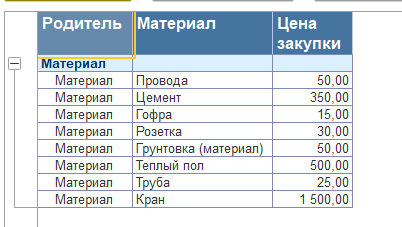 Родитель Материал Цена закупки
Материал
Материал Провода 50,00
Материал Цемент 350,00
Материал Гофра 15,00
Материал Розетка 30,00
Материал Грунтовка (материал) 50,00
Материал Теплый пол 500,00
Материал Труба 25,00
Материал Кран 1 500,00